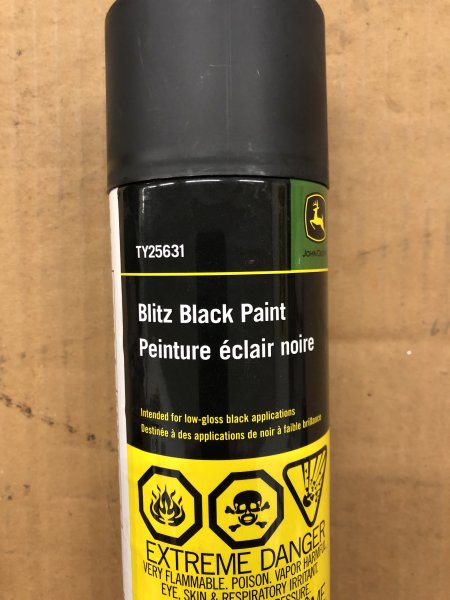 TY25631
JOHN DEERE
Blitz Black Paint
Peinture éclair noire
Intended for low-gloss black applications
Destinée à des applications de noir à faible brillance
EXTREME DANGER
VERY FLAMMABLE. POISON. VAPOR HARMFUL.
EYE, SKIN & RESPIRATORY IRRITANT.
PRESSURE.